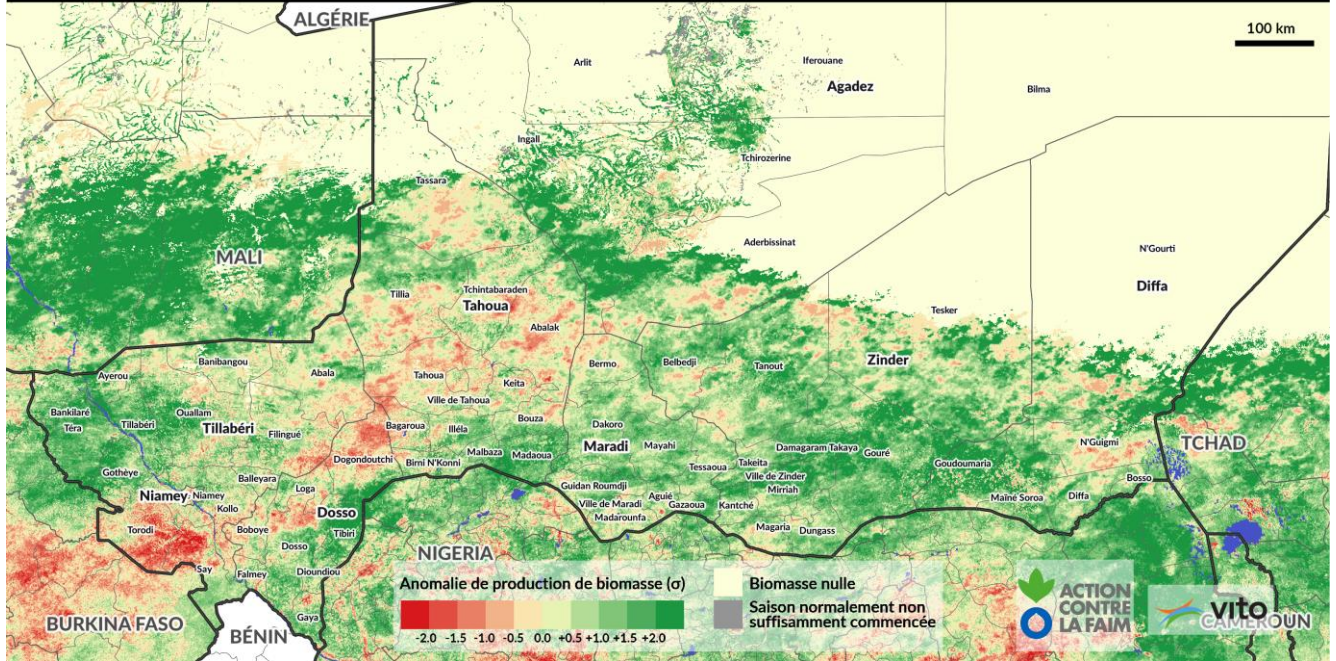 ALGÉRIE
100 km
Arlit
Iferouane
Agadez
Bilma
Ingall
Tchirozerine
Tassara
Aderbissinat
N'Gourti
MALI
Diffa
Tillia
Tchintabaraden
Tahoua
Tesker
Abalak
Banibangou
Bermo
Belbedji
Tanout
Zinder
Ayerou
Abala
Tahoua
Keita
Ville de Tahoua
Bankilaré
Ouallam
Téra
Tillabéri
Tillabéri
Filingué
Bagaroua
Illéla
Bouza
Dakoro
Maradi
Mayahi
Damagaram Takaya
Gouré
N'Guigmi
TCHAD
Malbaza
Madaoua
Dogondoutchi
Birni N'Konni
Gothèye
Balleyara
Tessaoua
Takeita
Goudoumaria
Ville de Zinder
Mirriah
Bosso
Loga
Guidan Roumdji
Niamey
Niamey
Kollo
Dosso
Aguié
Ville de Maradi
Gazaoua
Kantché
Maïné Soroa
Diffa
Madarounfa
Torodi
Boboye
Tibiri
Magaria
Dungass
Dosso
NIGERIA
Say
Falmey
Dioundiou
Gaya
BURKINA FASO
BÉNIN
Anomalie de production de biomasse (σ)
-2.0 -1.5 -1.0 -0.5 0.0 +0.5 +1.0 +1.5 +2.0
Biomasse nulle
Saison normalement non
suffisamment commencée
ACTION
CONTRE
LA FAIM
vito
CAMEROUN